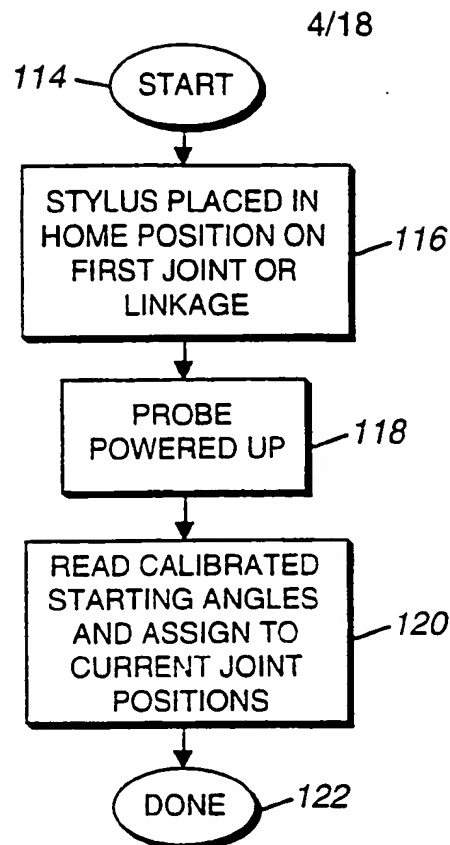 4/18
114
START
STYLUS PLACED IN
HOME POSITION ON
FIRST JOINT OR
LINKAGE
116
PROBE
POWERED UP
118
READ CALIBRATED
STARTING ANGLES
AND ASSIGN TO
CURRENT JOINT
POSITIONS
120
DONE
122